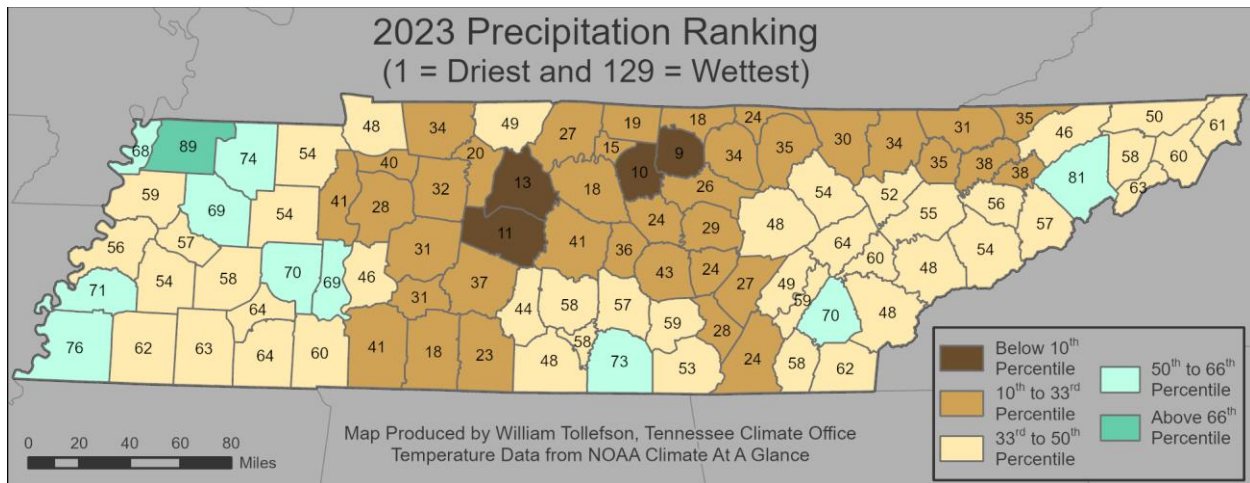 2023 Precipitation Ranking
(1 = Driest and 129 = Wettest)
68 89 74 54 48 34 49 27 19 18 24 30 34 31 35 46 50 61
40 20 15 10 9 34 35 35 38 38 58 60
59 69 54 41 28 32 13 18 26 54 52 81 63
56 57 31 11 41 36 24 29 48 64 55 56 57
71 54 58 70 69 46 37 43 24 27 49 60 48 54
76 62 63 64 64 60 31 44 58 57 59 28 59 70 48
41 18 23 48 58 73 53 24 58 62
Below 10th
Percentile
10th to 33rd
Percentile
33rd to 50th
Percentile
50th to 66th
Percentile
Above 66th
Percentile
0 20 40 60 80
Miles
Map Produced by William Tollefson, Tennessee Climate Office
Temperature Data from NOAA Climate At A Glance